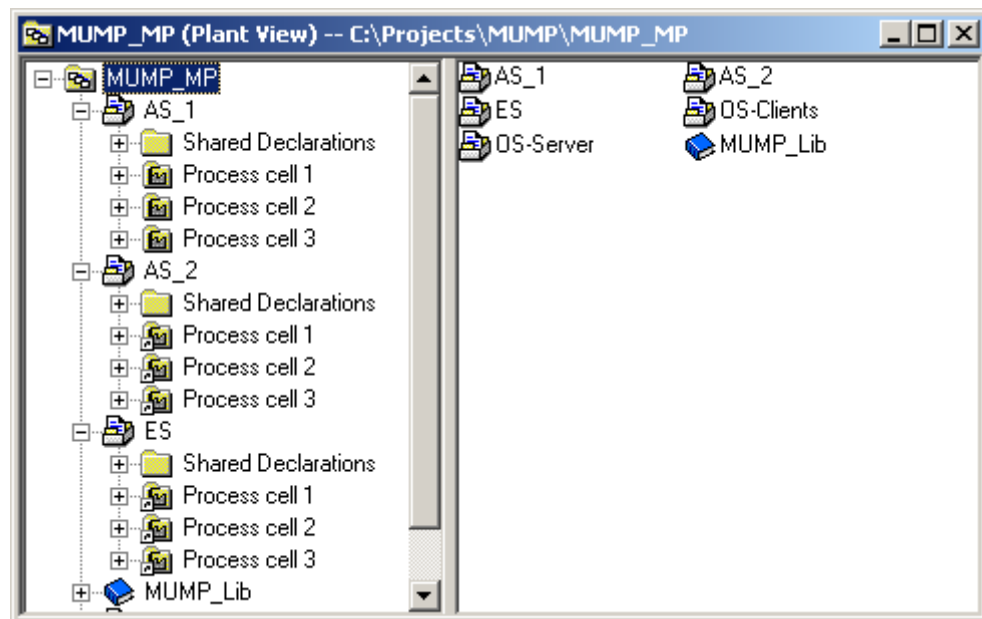 MUMP_MP (Plant View) -- C:\Projects\MUMP\MUMP_MP
MUMP_MP
AS_1
Shared Declarations
Process cell 1
Process cell 2
Process cell 3
AS_2
Shared Declarations
Process cell 1
Process cell 2
Process cell 3
ES
Shared Declarations
Process cell 1
Process cell 2
Process cell 3
MUMP_Lib
AS_1 AS_2
ES OS-Clients
OS-Server MUMP_Lib